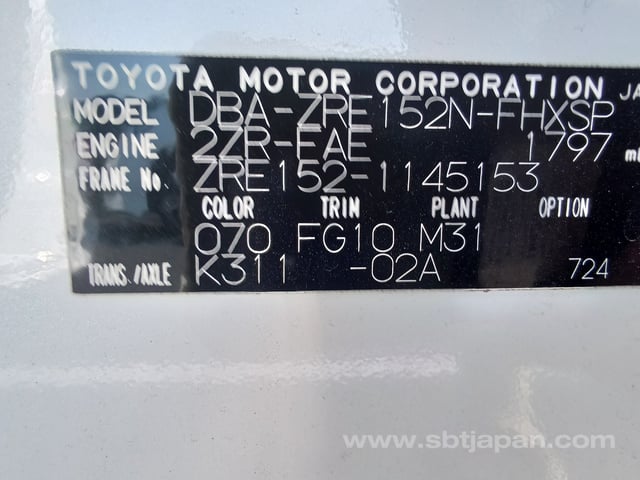 TOYOTA MOTOR CORPORATION JA
MODEL DBA-ZRE152N-FHXSP
ENGINE 2ZR-FAE 1797 m
FRAME No. ZRE152-1145153
COLOR TRIM PLANT OPTION
070 FG10 M31
TRANS./AXLE K311 -02A 724
www.sbtjapan.com